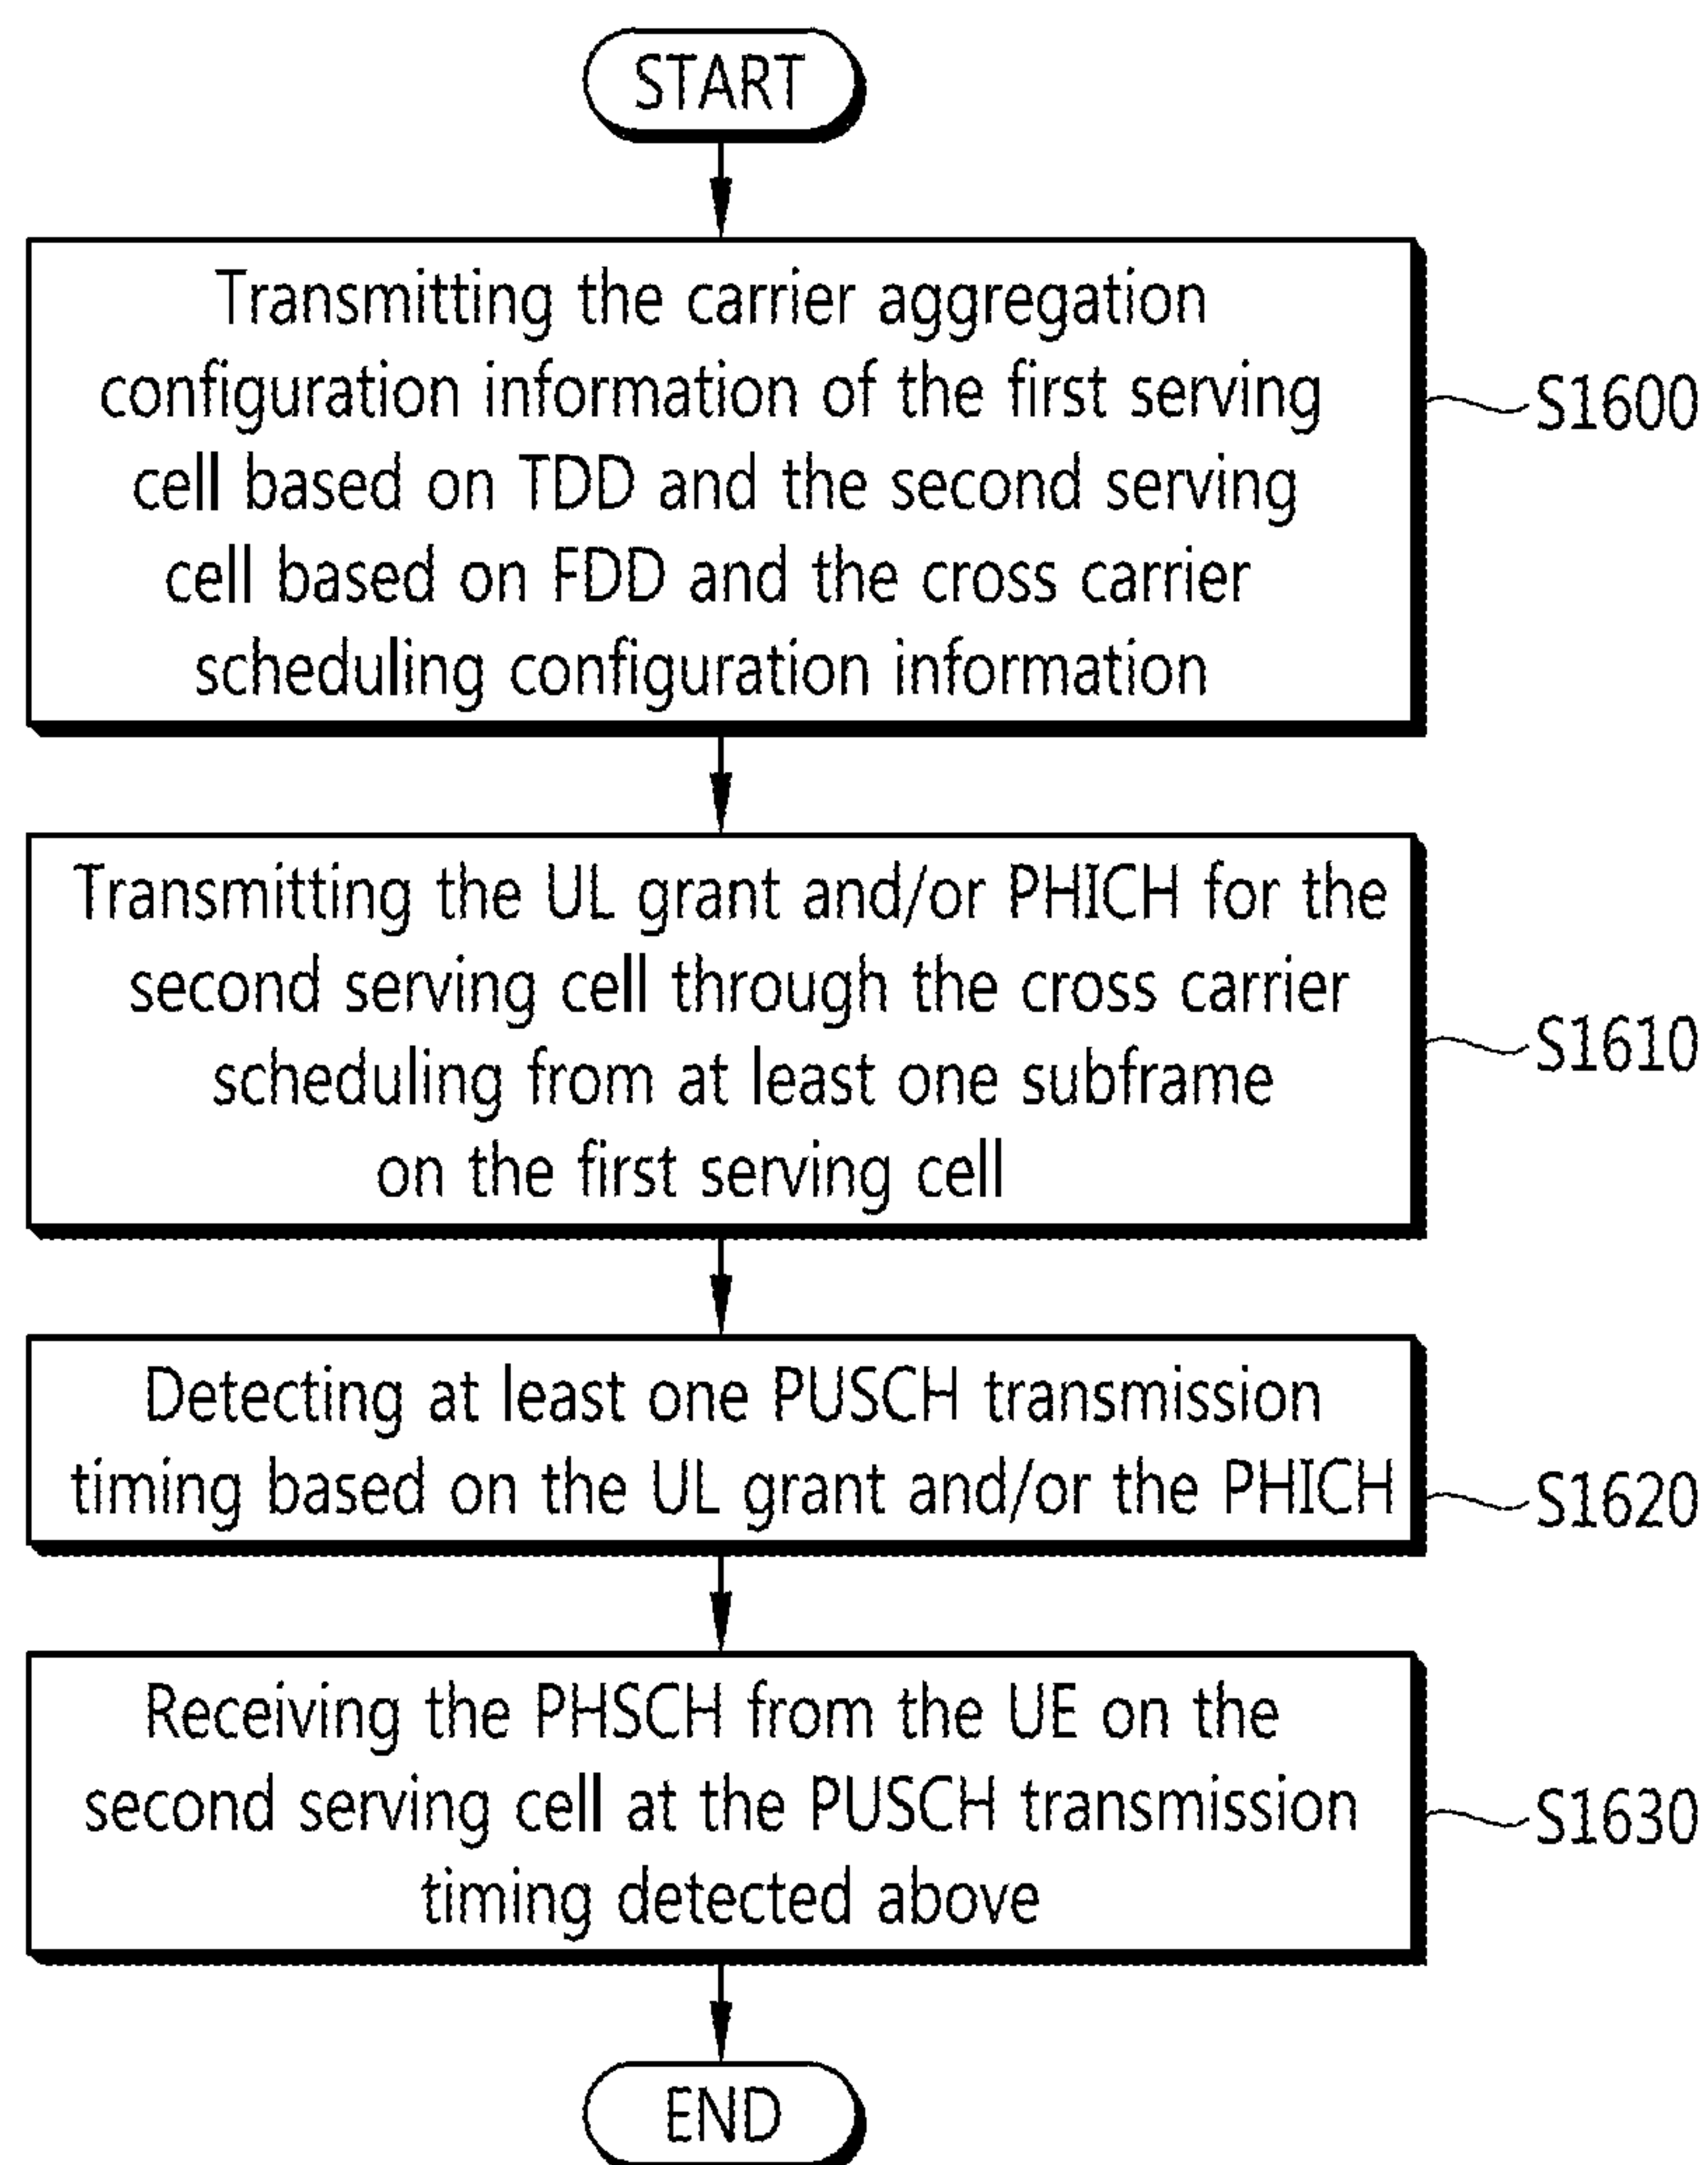 START
Transmitting the carrier aggregation
configuration information of the first serving
cell based on TDD and the second serving
cell based on FDD and the cross carrier
scheduling configuration information
S1600
Transmitting the UL grant and/or PHICH for the
second serving cell through the cross carrier
scheduling from at least one subframe
on the first serving cell
S1610
Detecting at least one PUSCH transmission
timing based on the UL grant and/or the PHICH
S1620
Receiving the PHSCH from the UE on the
second serving cell at the PUSCH transmission
timing detected above
S1630
END